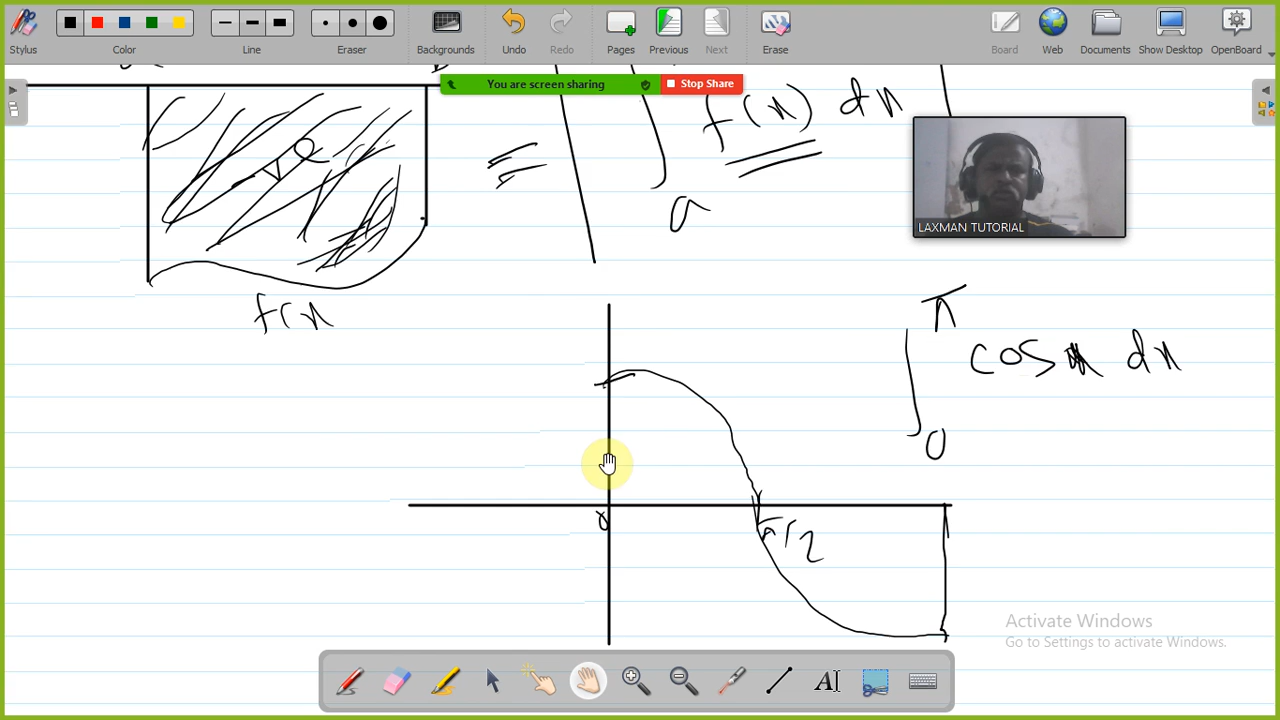 Stylus Color Line Eraser Backgrounds Undo Redo Pages Previous Next Erase Board Web Documents Show Desktop OpenBoard
You are screen sharing Stop Share
= ∫ f(x) dx
a
LAXMAN TUTORIAL
-ve
f(x
π
∫ cos x dx
0
0
π/2
Activate Windows
Go to Settings to activate Windows.